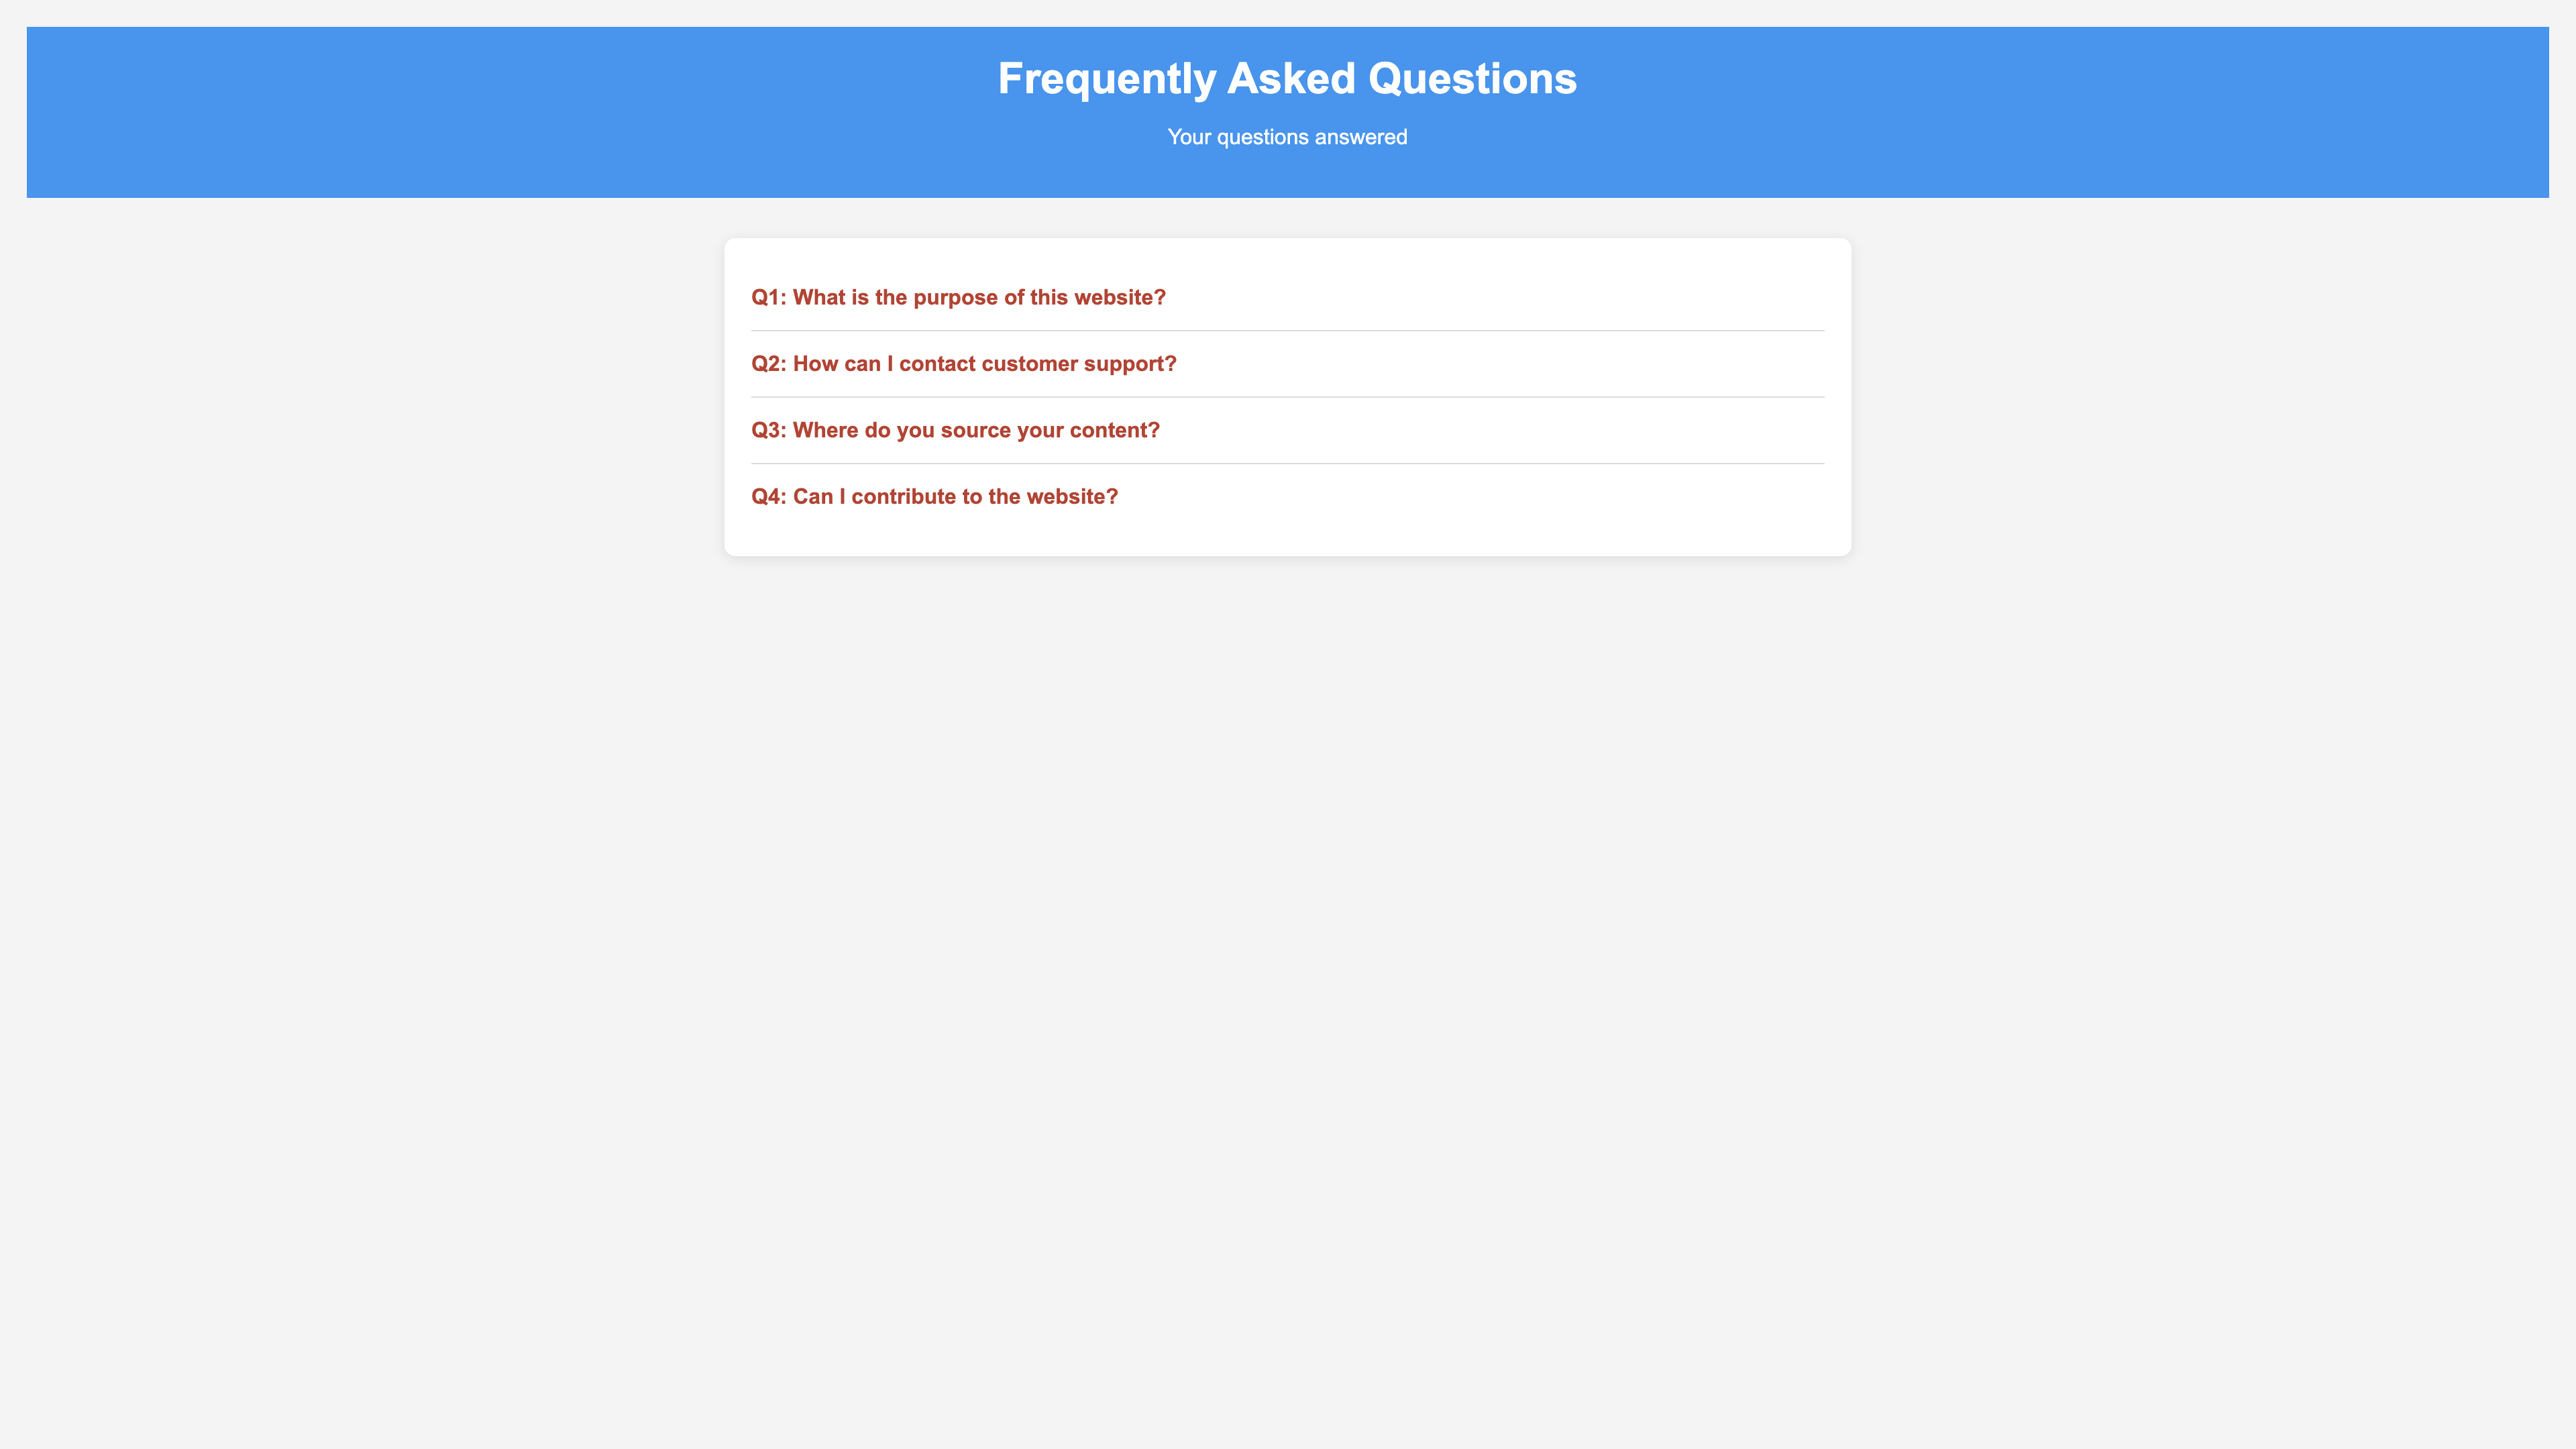 Frequently Asked Questions
Your questions answered
Q1: What is the purpose of this website?
Q2: How can I contact customer support?
Q3: Where do you source your content?
Q4: Can I contribute to the website?